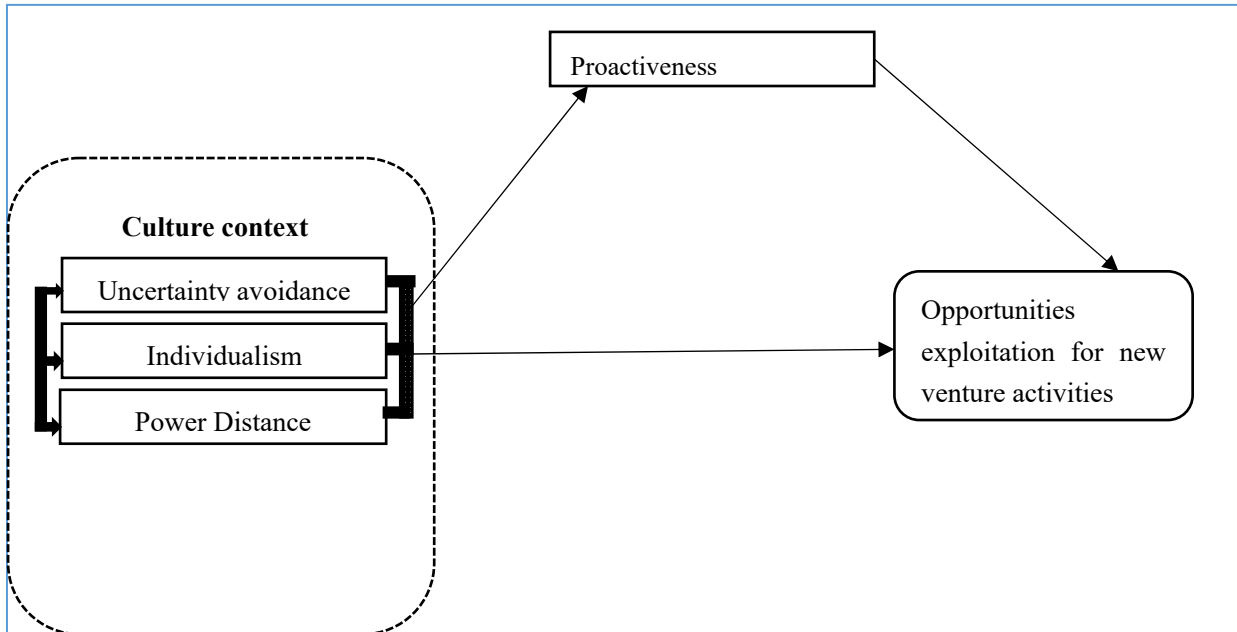 Proactiveness
Culture context
Uncertainty avoidance
Individualism
Power Distance
Opportunities
exploitation for new
venture activities